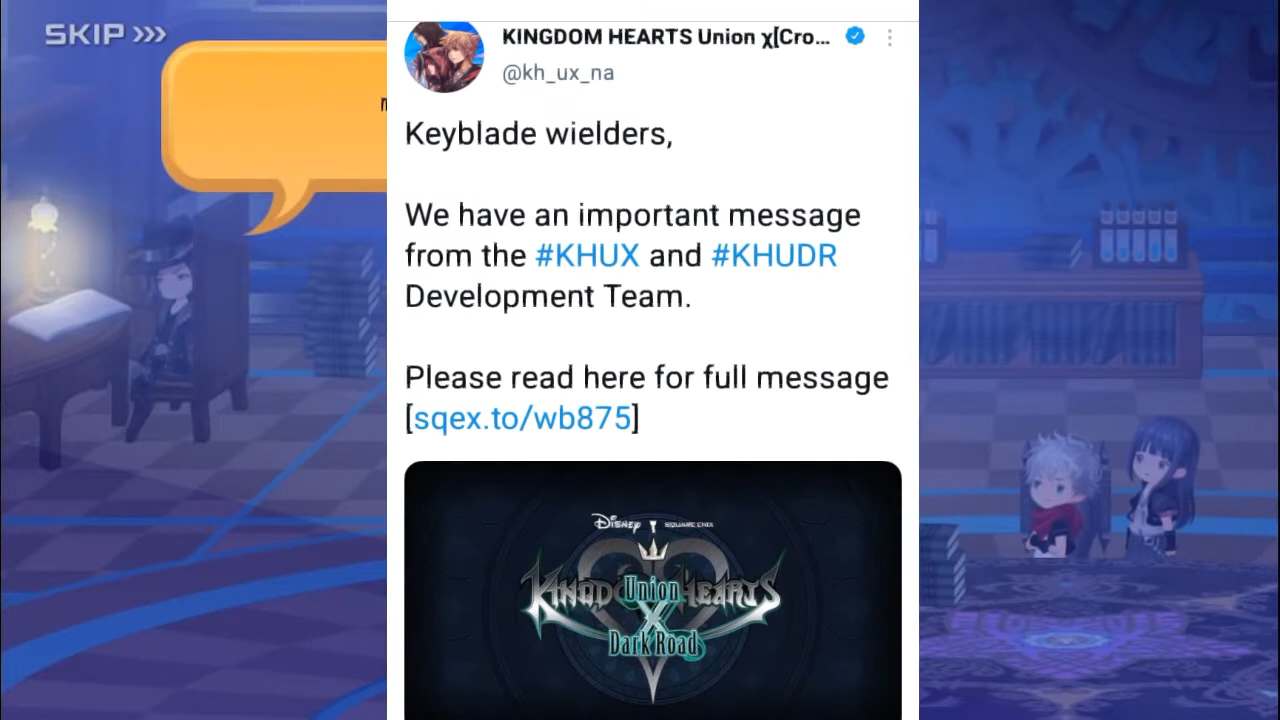 SKIP >>>
KINGDOM HEARTS Union χ[Cro...
@kh_ux_na
Keyblade wielders,
We have an important message
from the #KHUX and #KHUDR
Development Team.
Please read here for full message
[sqex.to/wb875]
Disney SQUARE ENIX
KINGDOM HEARTS
Union
X
Dark Road